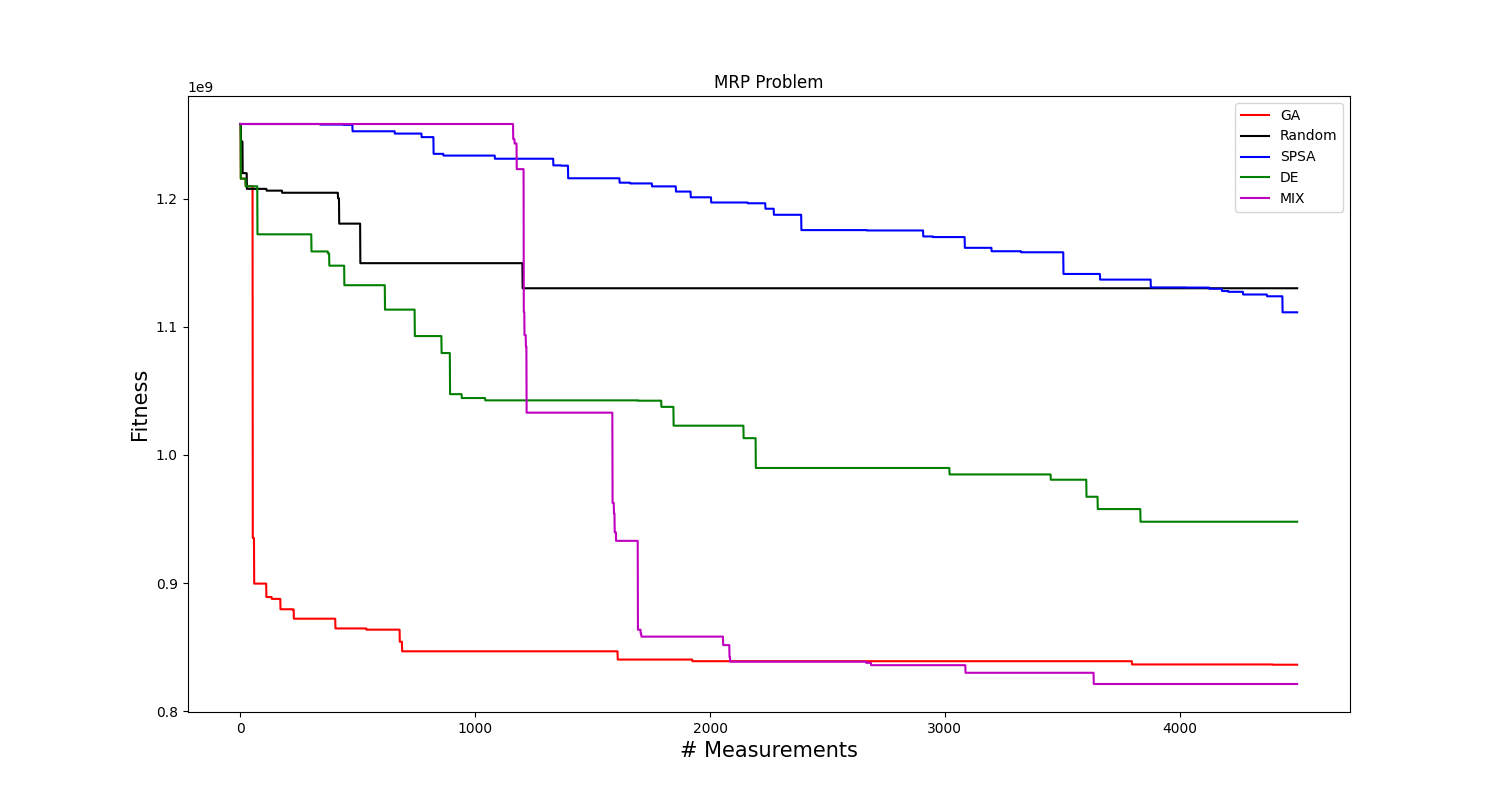 MRP Problem
1e9
GA
Random
SPSA
DE
MIX
1.2
1.1
1.0
0.9
0.8
Fitness
0
1000
2000
3000
4000
# Measurements